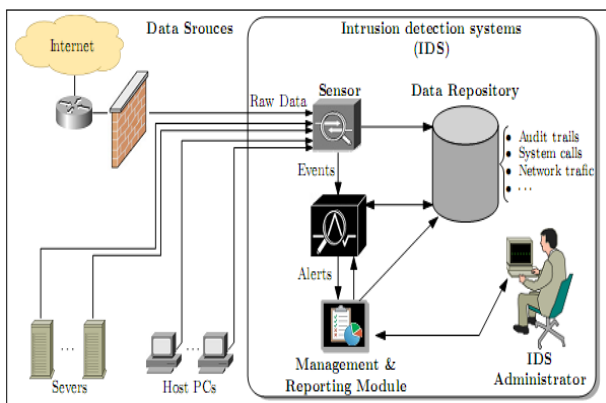 Data Srouces
Intrusion detection systems
(IDS)
Internet
Raw Data
Sensor
Data Repository
• Audit trails
• System calls
• Network trafic
• ...
Events
Alerts
Management &
Reporting Module
IDS
Administrator
...
Severs
...
Host PCs